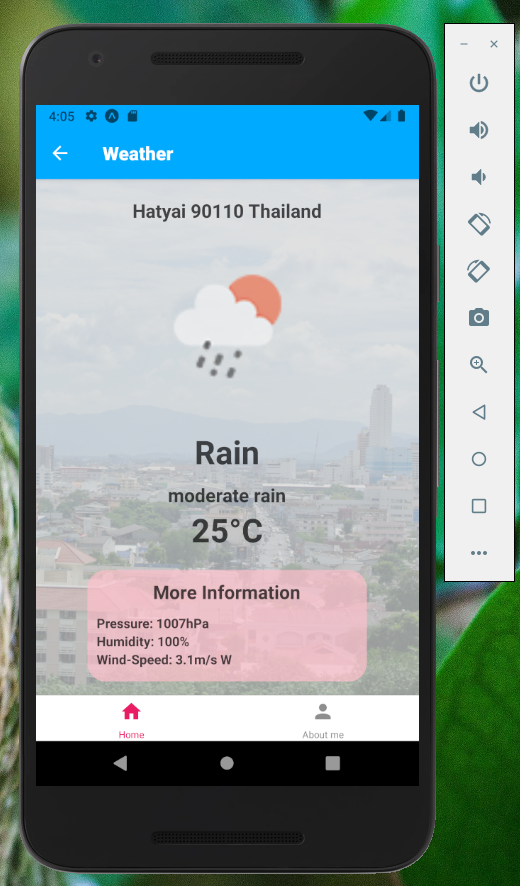 4:05
Weather
Hatyai 90110 Thailand
Rain
moderate rain
25°C
More Information
Pressure: 1007hPa
Humidity: 100%
Wind-Speed: 3.1m/s W
Home
About me